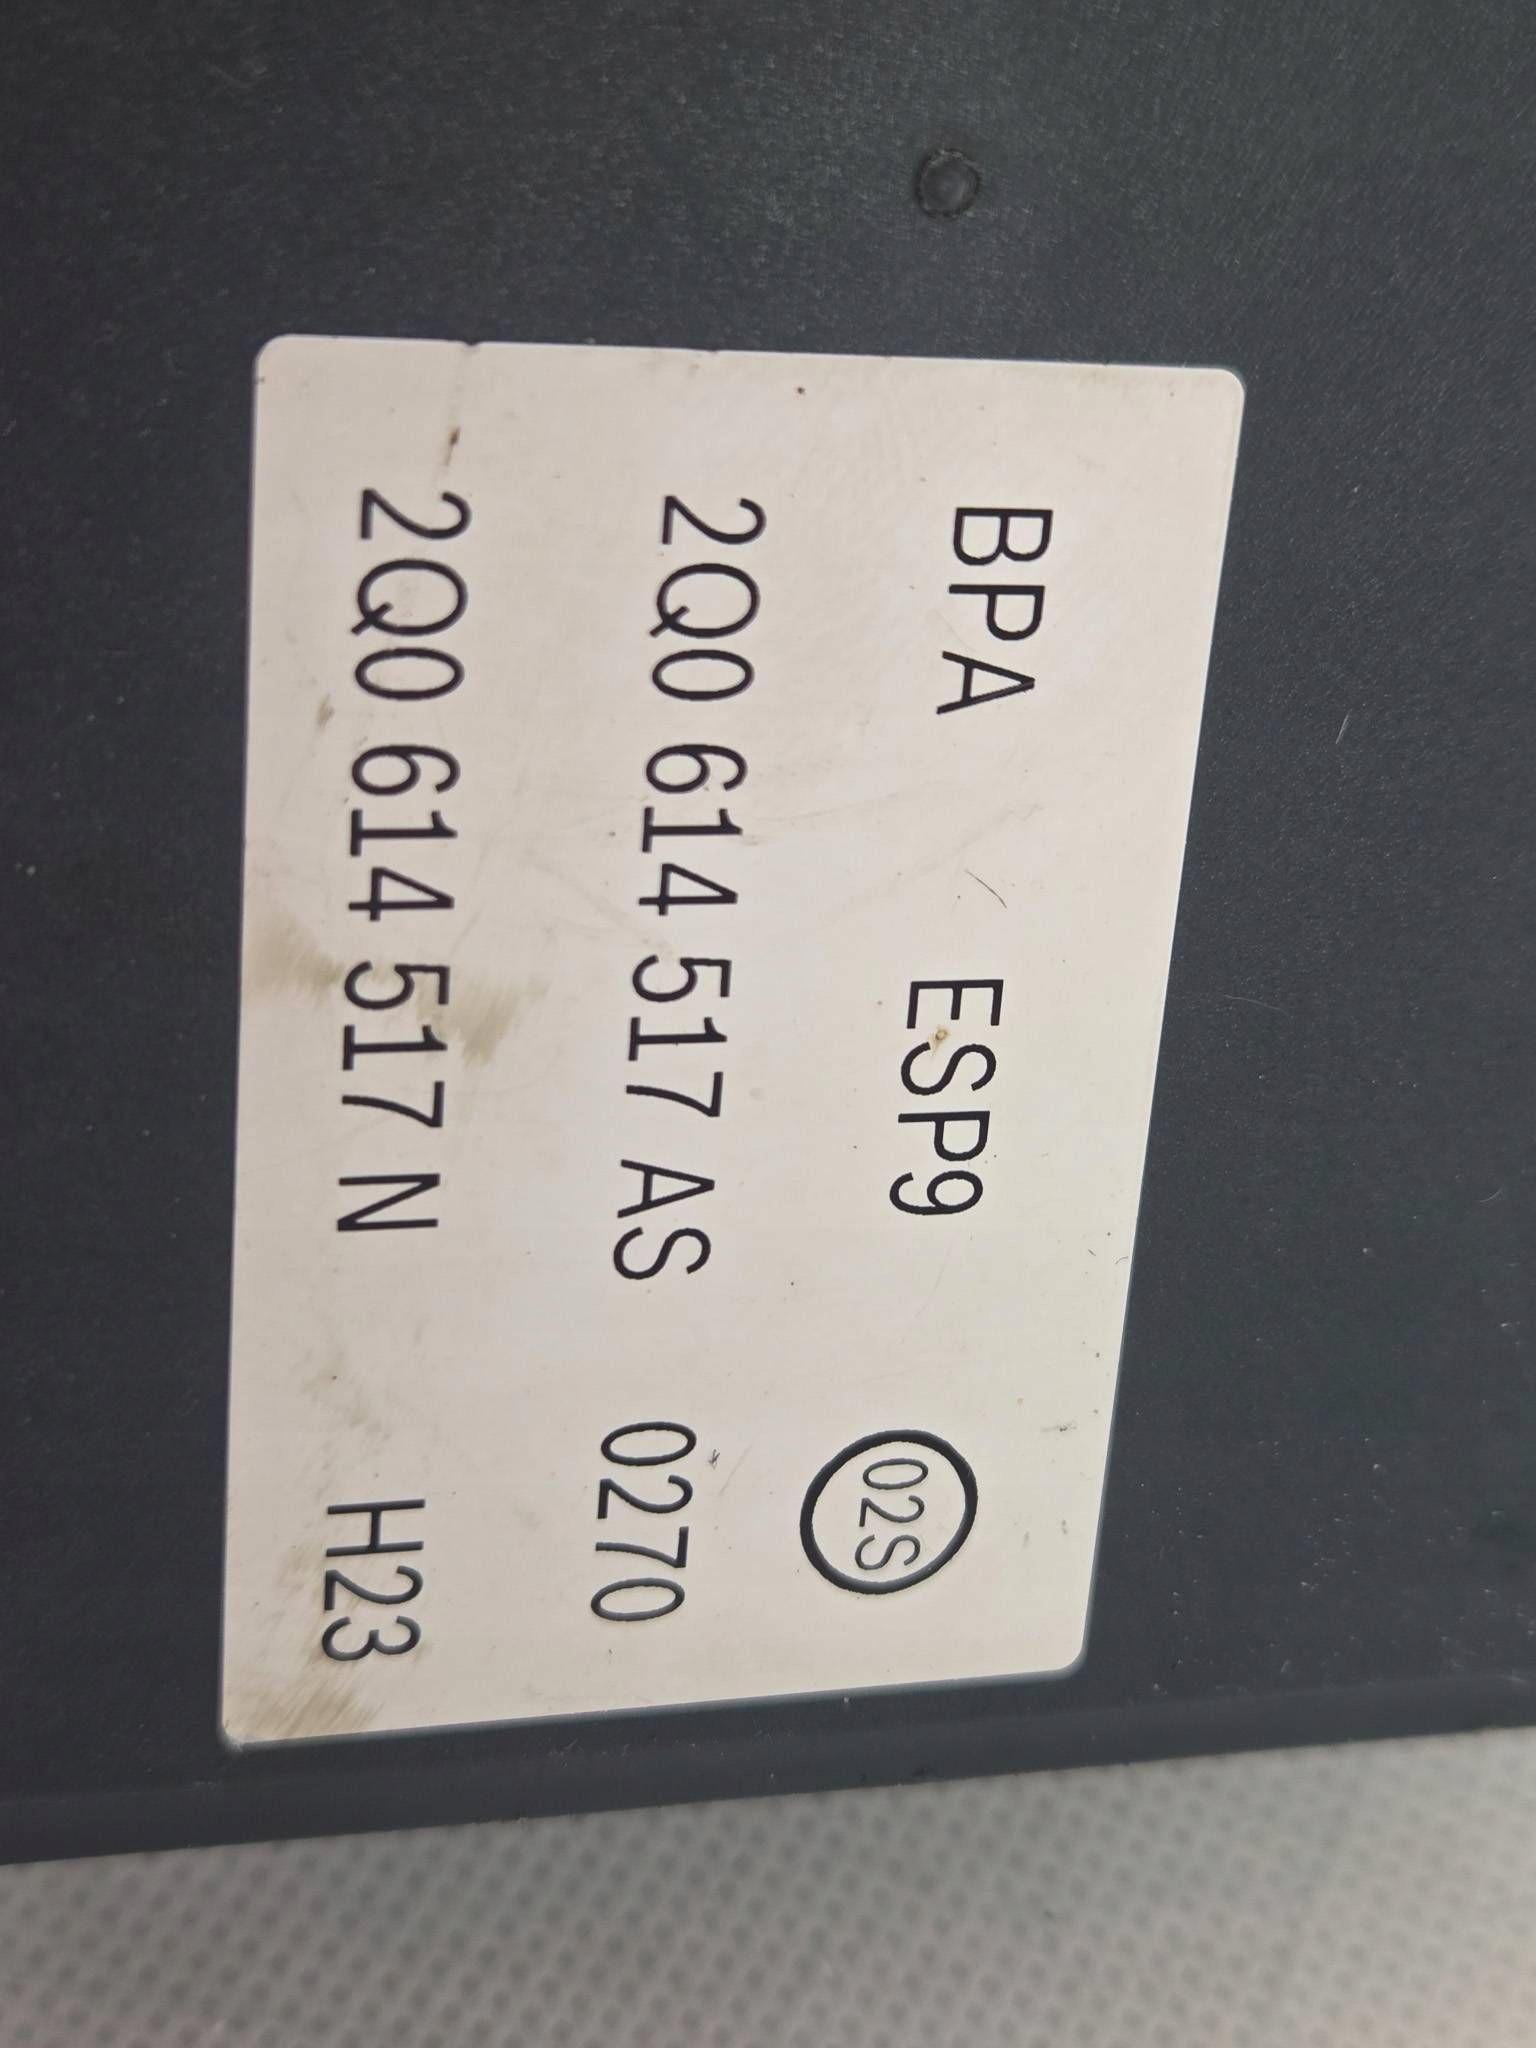 BPA ESP9 02S
2Q0 614 517 AS 0270
2Q0 614 517 N H23